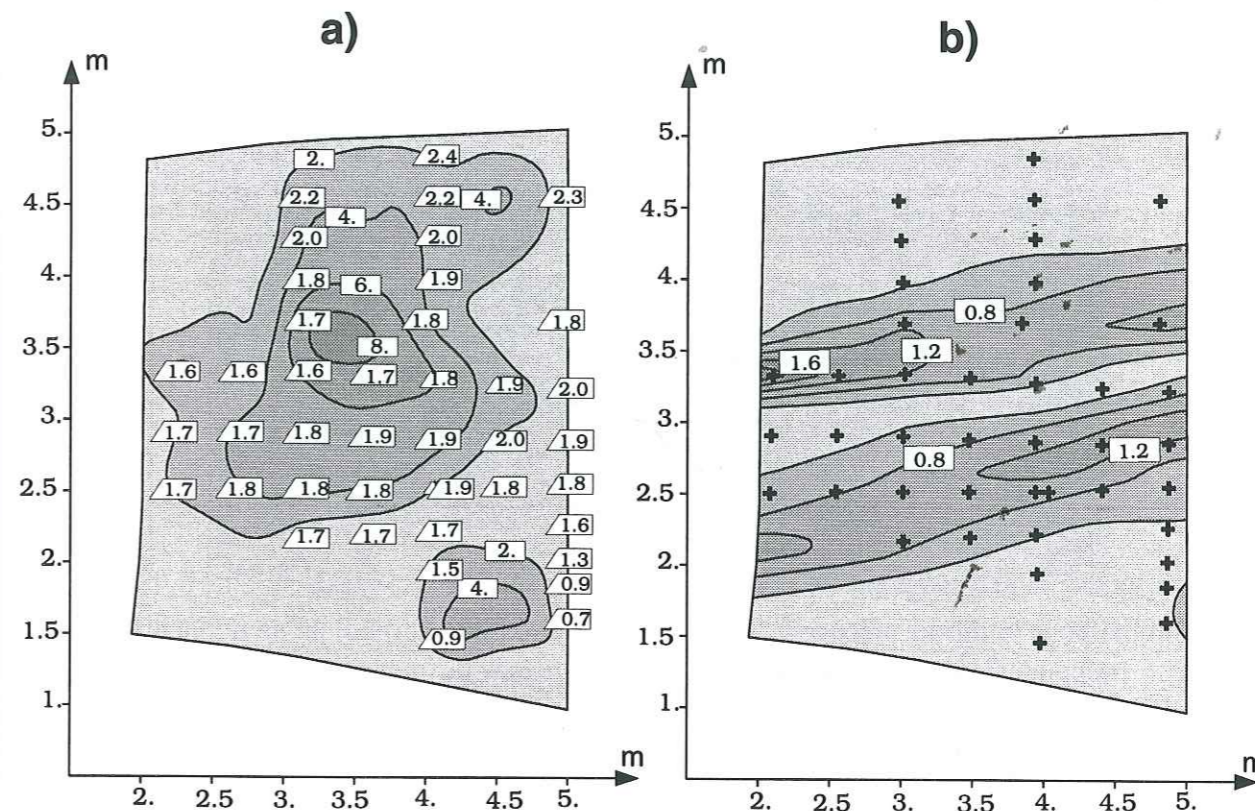 a)
m
5.
4.5
4.
3.5
3.
2.5
2.
1.5
1.
2. 2.4
2.2 2.2 4. 2.3
4.
2.0 2.0
1.8 6. 1.9
1.7 1.8 1.8
8.
1.6 1.6 1.6 1.7 1.8 1.9 2.0
1.7 1.7 1.8 1.9 1.9 2.0 1.9
1.7 1.8 1.8 1.8 1.9 1.8 1.8
1.7 1.7 1.7 1.6
2.
1.5 1.3
4. 0.9
0.9 0.7
m
2. 2.5 3. 3.5 4. 4.5 5.
b)
m
5.
4.5
4.
3.5
3.
2.5
2.
1.5
1.
0.8
1.6 1.2
0.8 1.2
m
2. 2.5 3. 3.5 4. 4.5 5.